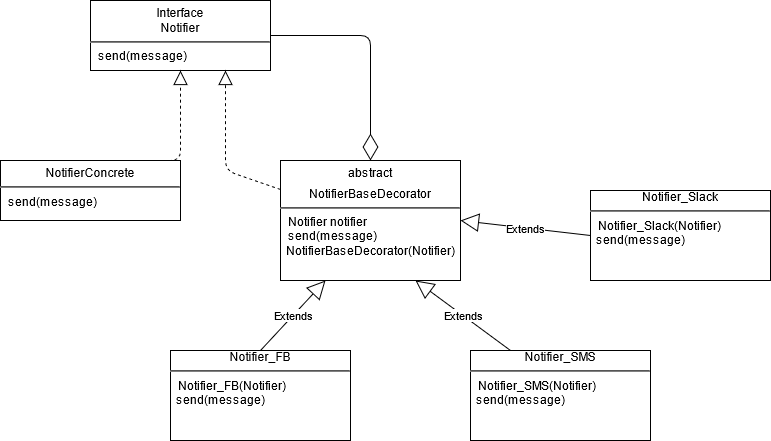 Interface
Notifier
send(message)
NotifierConcrete
send(message)
abstract
NotifierBaseDecorator
Notifier notifier
send(message)
NotifierBaseDecorator(Notifier)
Notifier_Slack
Notifier_Slack(Notifier)
send(message)
Extends
Extends
Extends
Notifier_FB
Notifier_FB(Notifier)
send(message)
Notifier_SMS
Notifier_SMS(Notifier)
send(message)